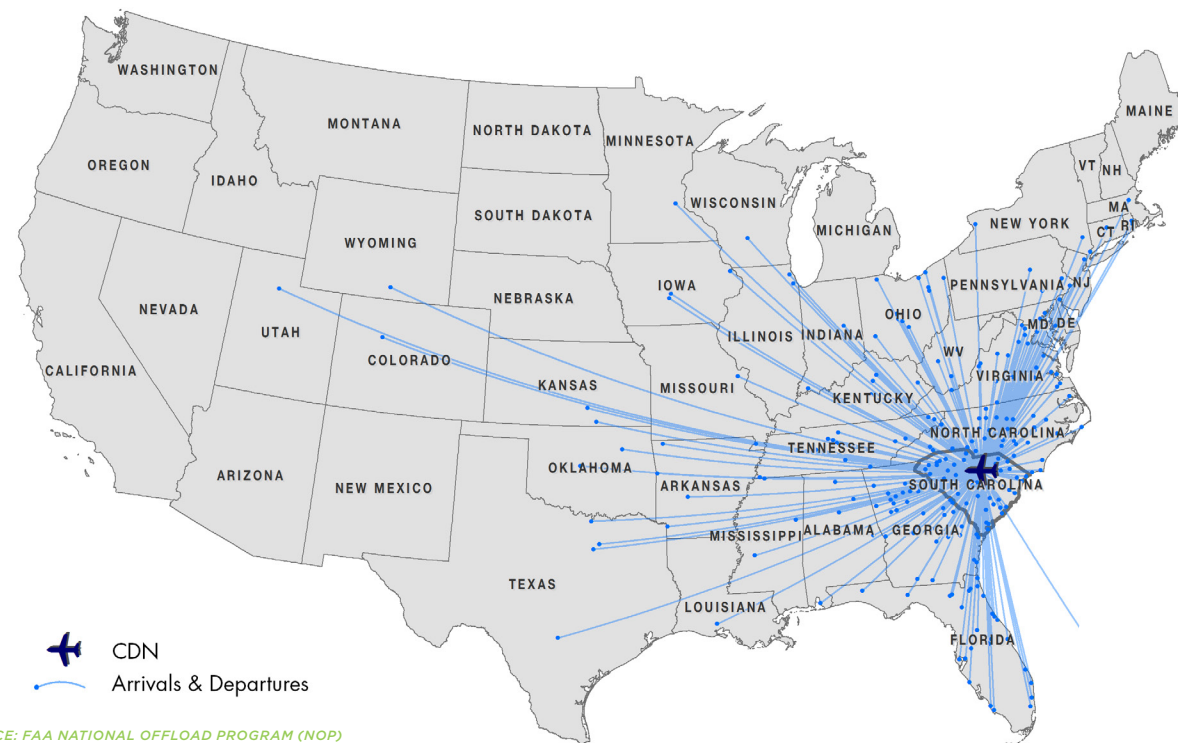 WASHINGTON
MONTANA
NORTH DAKOTA
MINNESOTA
MAINE
OREGON
IDAHO
SOUTH DAKOTA
WISCONSIN
VT
NH
WYOMING
MICHIGAN
NEW YORK
MA
CT
RI
NEVADA
NEBRASKA
IOWA
PENNSYLVANIA
NJ
UTAH
COLORADO
ILLINOIS
INDIANA
OHIO
MD
DE
CALIFORNIA
KANSAS
MISSOURI
WV
VIRGINIA
KENTUCKY
ARIZONA
NEW MEXICO
OKLAHOMA
ARKANSAS
TENNESSEE
NORTH CAROLINA
SOUTH CAROLINA
TEXAS
MISSISSIPPI
ALABAMA
GEORGIA
LOUISIANA
FLORIDA
CDN
Arrivals & Departures
CE: FAA NATIONAL OFFLOAD PROGRAM (NOP)